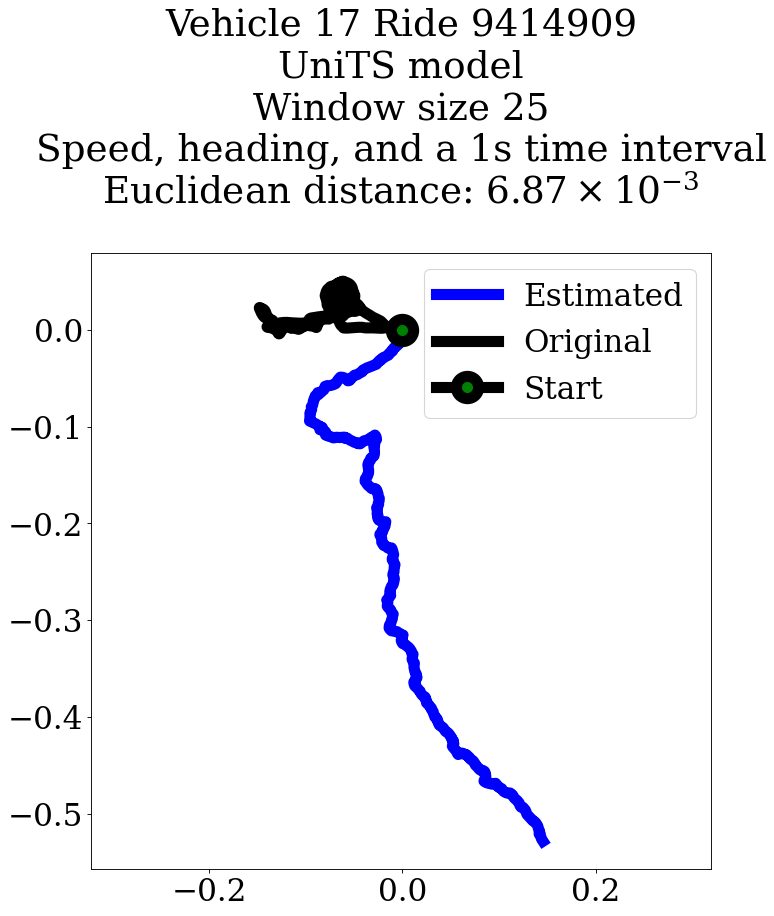 Vehicle 17 Ride 9414909
UniTS model
Window size 25
Speed, heading, and a 1s time interval
Euclidean distance: 6.87 × 10⁻³
Estimated
Original
Start
0.0
−0.1
−0.2
−0.3
−0.4
−0.5
−0.2 0.0 0.2